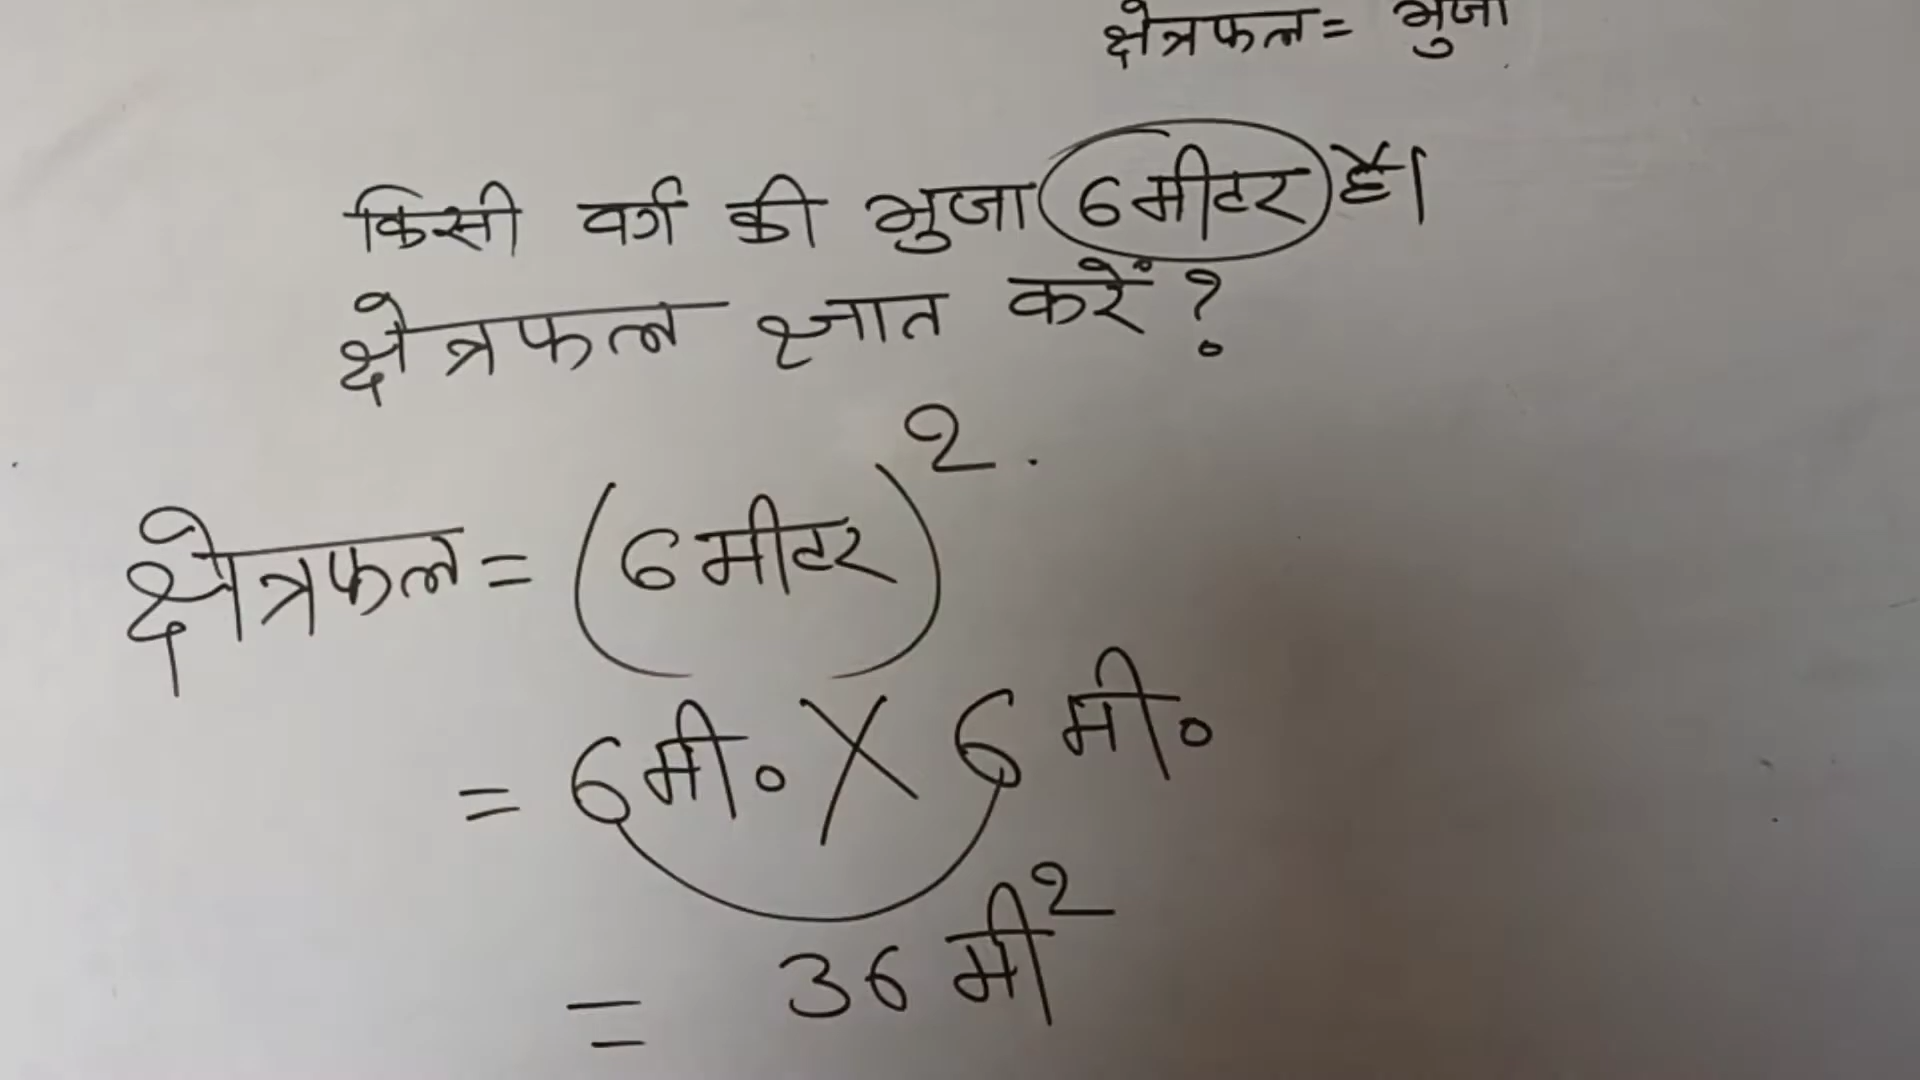 क्षेत्रफल = भुजा
किसी वर्ग की भुजा 6 मीटर है।
क्षेत्रफल ज्ञात करें ?
क्षेत्रफल = (6 मीटर)²
= 6 मी० X 6 मी०
= 36 मी²